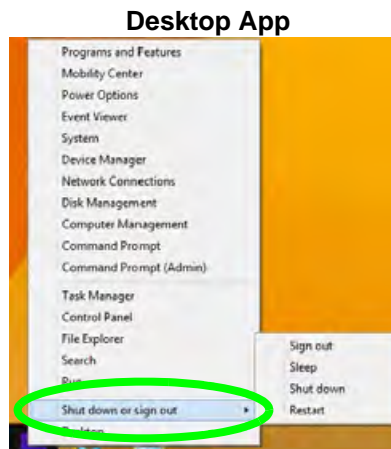 Desktop App
Programs and Features
Mobility Center
Power Options
Event Viewer
System
Device Manager
Network Connections
Disk Management
Computer Management
Command Prompt
Command Prompt (Admin)
Task Manager
Control Panel
File Explorer
Search
Run
Shut down or sign out
Desktop
Sign out
Sleep
Shut down
Restart